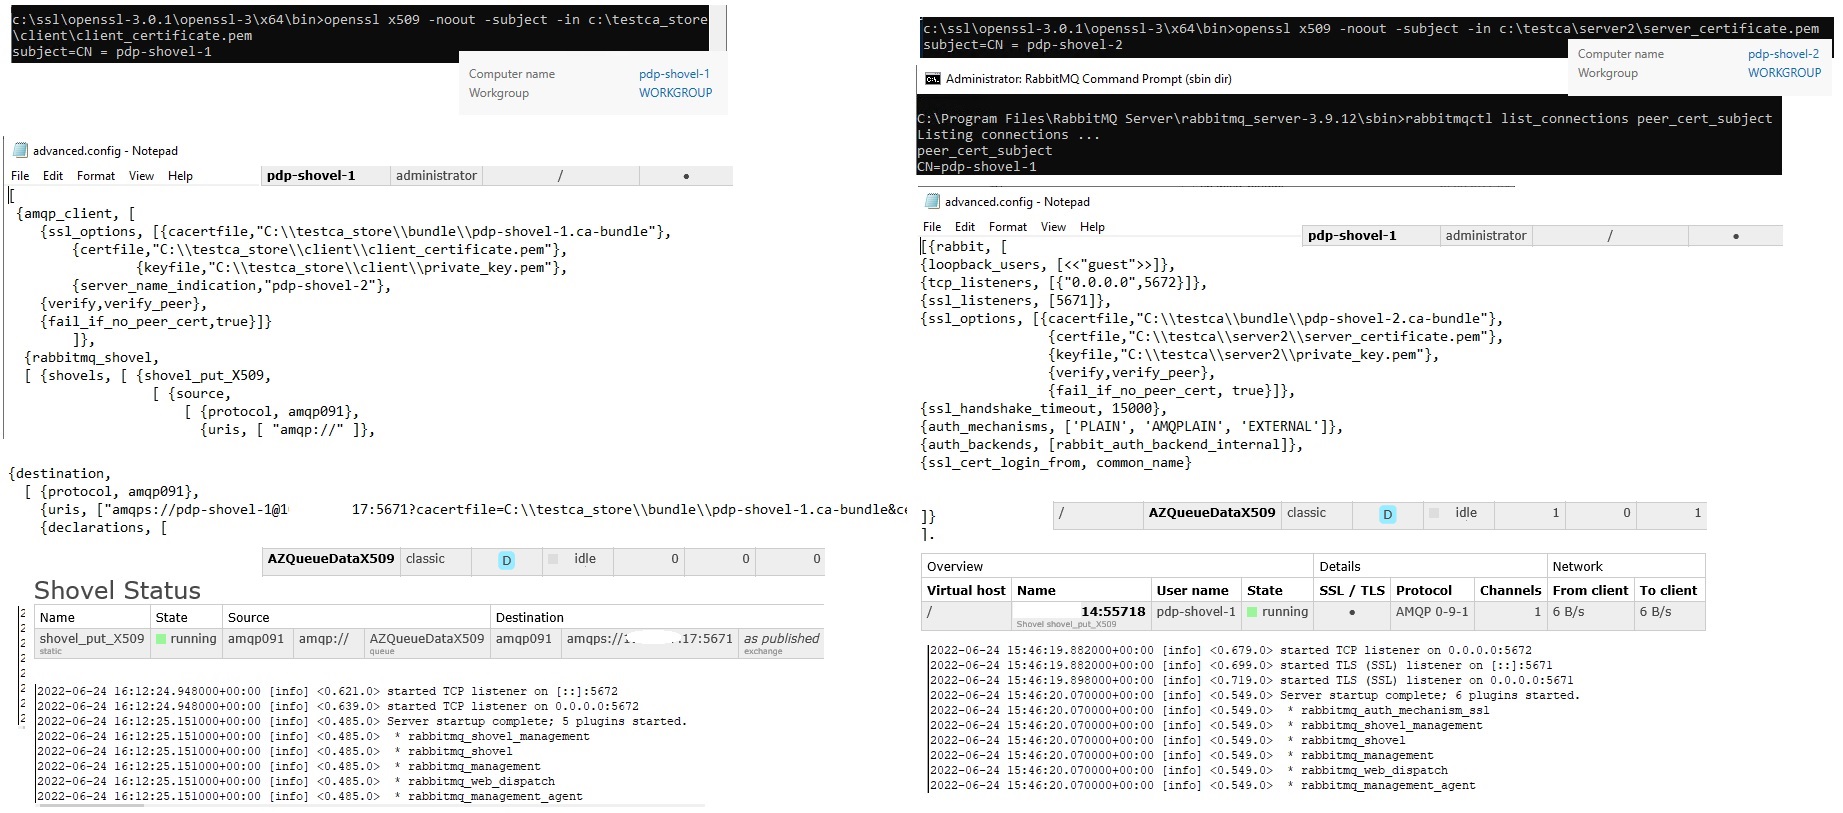 c:\ssl\openssl-3.0.1\openssl-3\x64\bin>openssl x509 -noout -subject -in c:\testca_store
\client\client_certificate.pem
subject=CN = pdp-shovel-1
Computer name pdp-shovel-1
Workgroup WORKGROUP
advanced.config - Notepad
File Edit Format View Help
pdp-shovel-1 administrator / •
[
{amqp_client, [
{ssl_options, [{cacertfile,"C:\\testca_store\\bundle\\pdp-shovel-1.ca-bundle"},
{certfile,"C:\\testca_store\\client\\client_certificate.pem"},
{keyfile,"C:\\testca_store\\client\\private_key.pem"},
{server_name_indication,"pdp-shovel-2"},
{verify,verify_peer},
{fail_if_no_peer_cert,true}]}
]},
{rabbitmq_shovel,
[ {shovels, [ {shovel_put_X509,
[ {source,
[ {protocol, amqp091},
{uris, [ "amqp://" ]},
{destination,
[ {protocol, amqp091},
{uris, ["amqps://pdp-shovel-1@1 17:5671?cacertfile=C:\\testca_store\\bundle\\pdp-shovel-1.ca-bundle&ce
{declarations, [
AZQueueDataX509 classic D idle 0 0 0
Shovel Status
Name State Source Destination
shovel_put_X509 running amqp091 amqp:// AZQueueDataX509 amqp091 amqps://1 .17:5671 as published
static queue exchange
2022-06-24 16:12:24.948000+00:00 [info] <0.621.0> started TCP listener on [::]:5672
2022-06-24 16:12:24.948000+00:00 [info] <0.639.0> started TCP listener on 0.0.0.0:5672
2022-06-24 16:12:25.151000+00:00 [info] <0.485.0> Server startup complete; 5 plugins started.
2022-06-24 16:12:25.151000+00:00 [info] <0.485.0> * rabbitmq_shovel_management
2022-06-24 16:12:25.151000+00:00 [info] <0.485.0> * rabbitmq_shovel
2022-06-24 16:12:25.151000+00:00 [info] <0.485.0> * rabbitmq_management
2022-06-24 16:12:25.151000+00:00 [info] <0.485.0> * rabbitmq_web_dispatch
2022-06-24 16:12:25.151000+00:00 [info] <0.485.0> * rabbitmq_management_agent
c:\ssl\openssl-3.0.1\openssl-3\x64\bin>openssl x509 -noout -subject -in c:\testca\server2\server_certificate.pem
subject=CN = pdp-shovel-2
Computer name pdp-shovel-2
Workgroup WORKGROUP
Administrator: RabbitMQ Command Prompt (sbin dir)
C:\Program Files\RabbitMQ Server\rabbitmq_server-3.9.12\sbin>rabbitmqctl list_connections peer_cert_subject
Listing connections ...
peer_cert_subject
CN=pdp-shovel-1
advanced.config - Notepad
File Edit Format View Help
pdp-shovel-1 administrator / •
[{rabbit, [
{loopback_users, [<<"guest">>]},
{tcp_listeners, [{"0.0.0.0",5672}]},
{ssl_listeners, [5671]},
{ssl_options, [{cacertfile,"C:\\testca\\bundle\\pdp-shovel-2.ca-bundle"},
{certfile,"C:\\testca\\server2\\server_certificate.pem"},
{keyfile,"C:\\testca\\server2\\private_key.pem"},
{verify,verify_peer},
{fail_if_no_peer_cert, true}]},
{ssl_handshake_timeout, 15000},
{auth_mechanisms, ['PLAIN', 'AMQPLAIN', 'EXTERNAL']},
{auth_backends, [rabbit_auth_backend_internal]},
{ssl_cert_login_from, common_name}
]}
].
/ AZQueueDataX509 classic D idle 1 0 1
Overview Details Network
Virtual host Name User name State SSL / TLS Protocol Channels From client To client
/ 14:55718 pdp-shovel-1 running • AMQP 0-9-1 1 6 B/s 6 B/s
Shovel shovel_put_X509
2022-06-24 15:46:19.882000+00:00 [info] <0.679.0> started TCP listener on 0.0.0.0:5672
2022-06-24 15:46:19.882000+00:00 [info] <0.699.0> started TLS (SSL) listener on [::]:5671
2022-06-24 15:46:19.898000+00:00 [info] <0.719.0> started TLS (SSL) listener on 0.0.0.0:5671
2022-06-24 15:46:20.070000+00:00 [info] <0.549.0> Server startup complete; 6 plugins started.
2022-06-24 15:46:20.070000+00:00 [info] <0.549.0> * rabbitmq_auth_mechanism_ssl
2022-06-24 15:46:20.070000+00:00 [info] <0.549.0> * rabbitmq_shovel_management
2022-06-24 15:46:20.070000+00:00 [info] <0.549.0> * rabbitmq_shovel
2022-06-24 15:46:20.070000+00:00 [info] <0.549.0> * rabbitmq_management
2022-06-24 15:46:20.070000+00:00 [info] <0.549.0> * rabbitmq_web_dispatch
2022-06-24 15:46:20.070000+00:00 [info] <0.549.0> * rabbitmq_management_agent